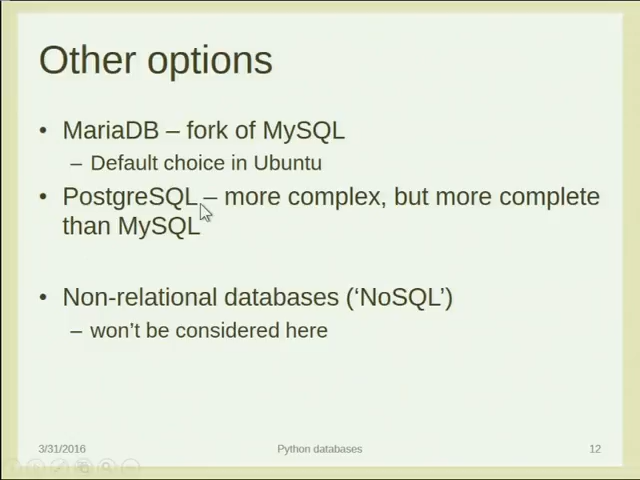 Other options
• MariaDB – fork of MySQL
– Default choice in Ubuntu
• PostgreSQL – more complex, but more complete
than MySQL
• Non-relational databases (‘NoSQL’)
– won’t be considered here
3/31/2016
Python databases
12